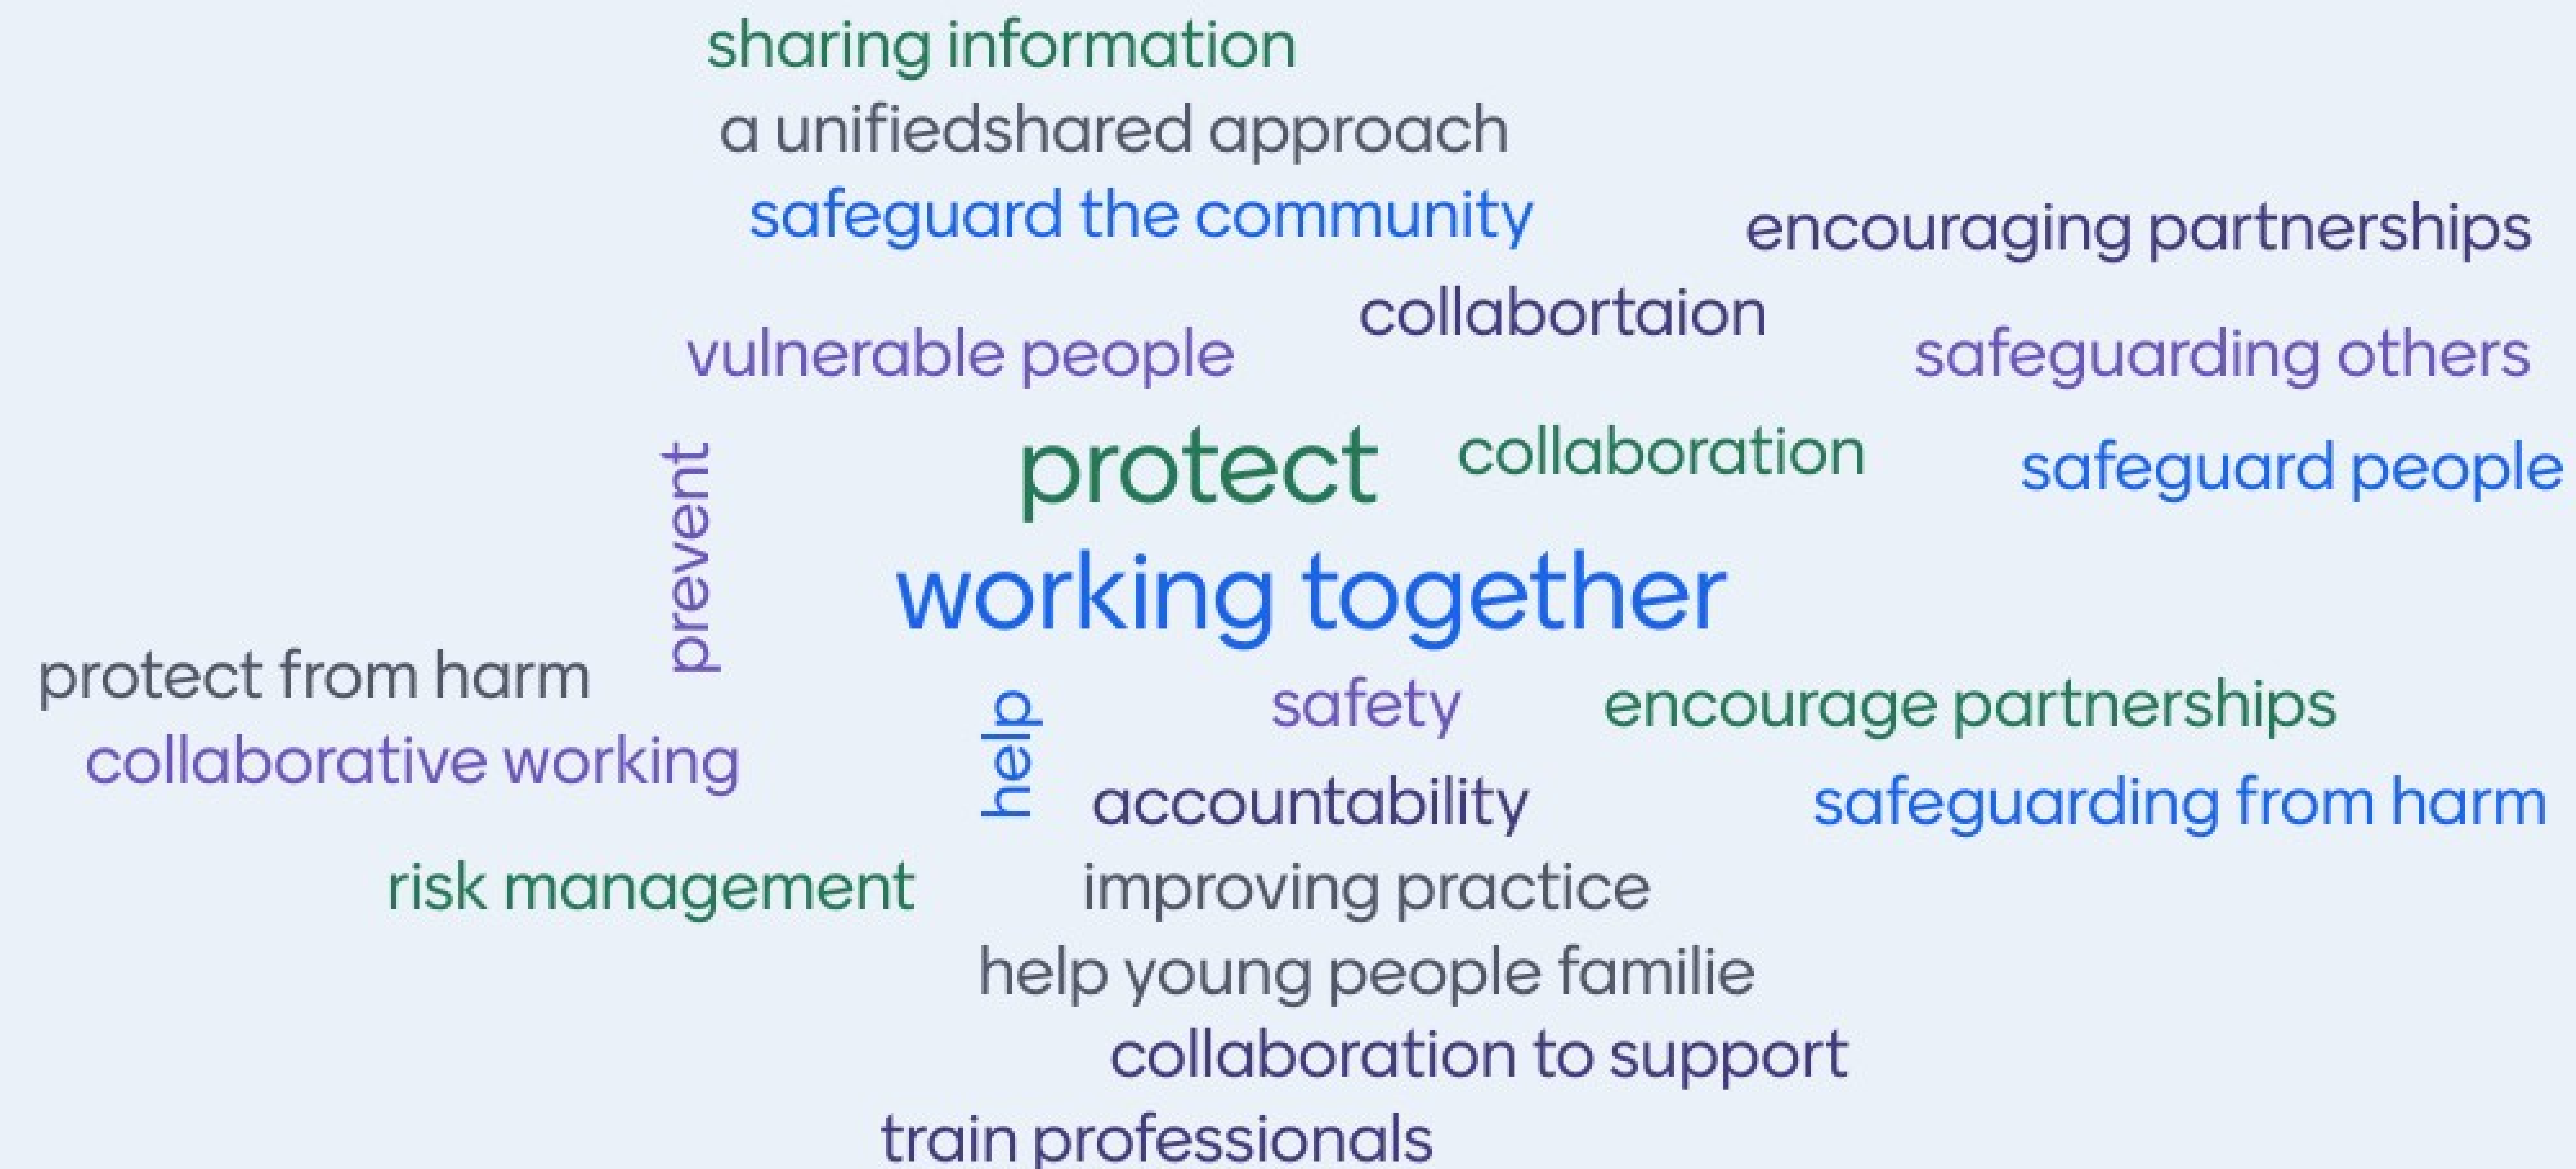 sharing information
a unifiedshared approach
safeguard the community
encouraging partnerships
collabortaion
vulnerable people
safeguarding others
protect
collaboration
safeguard people
prevent
working together
protect from harm
help
safety
encourage partnerships
collaborative working
accountability
safeguarding from harm
risk management
improving practice
help young people familie
collaboration to support
train professionals